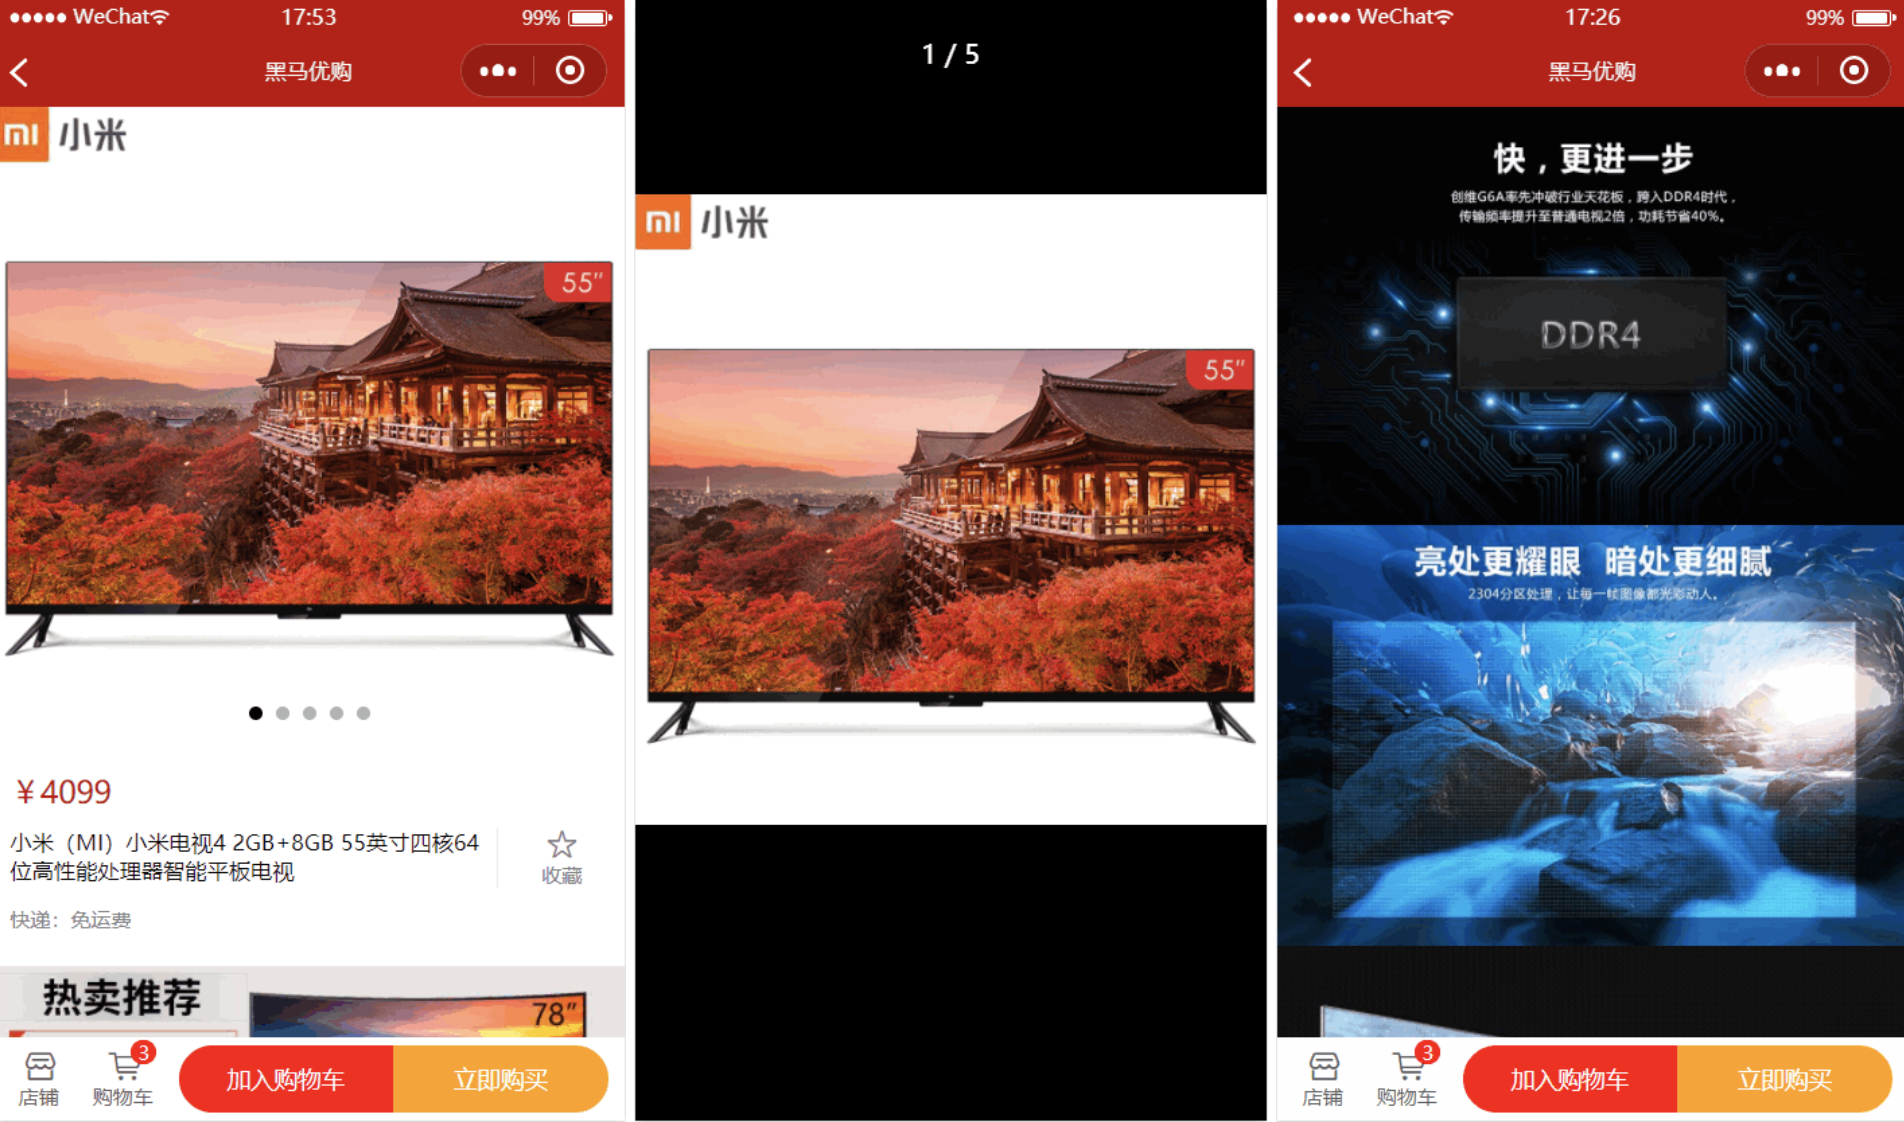 WeChat
17:53
99%
黑马优购
mi 小米
55"
¥4099
小米（MI）小米电视4 2GB+8GB 55英寸四核64
位高性能处理器智能平板电视
收藏
快递：免运费
热卖推荐
78"
店铺
购物车
3
加入购物车
立即购买
1 / 5
mi 小米
55"
WeChat
17:26
99%
黑马优购
快，更进一步
创维G6A率先冲破行业天花板，跨入DDR4时代，
传输频率提升至普通电视2倍，功耗节省40%。
DDR4
亮处更耀眼 暗处更细腻
2304分区处理，让每一帧图像都光彩动人。
店铺
购物车
3
加入购物车
立即购买